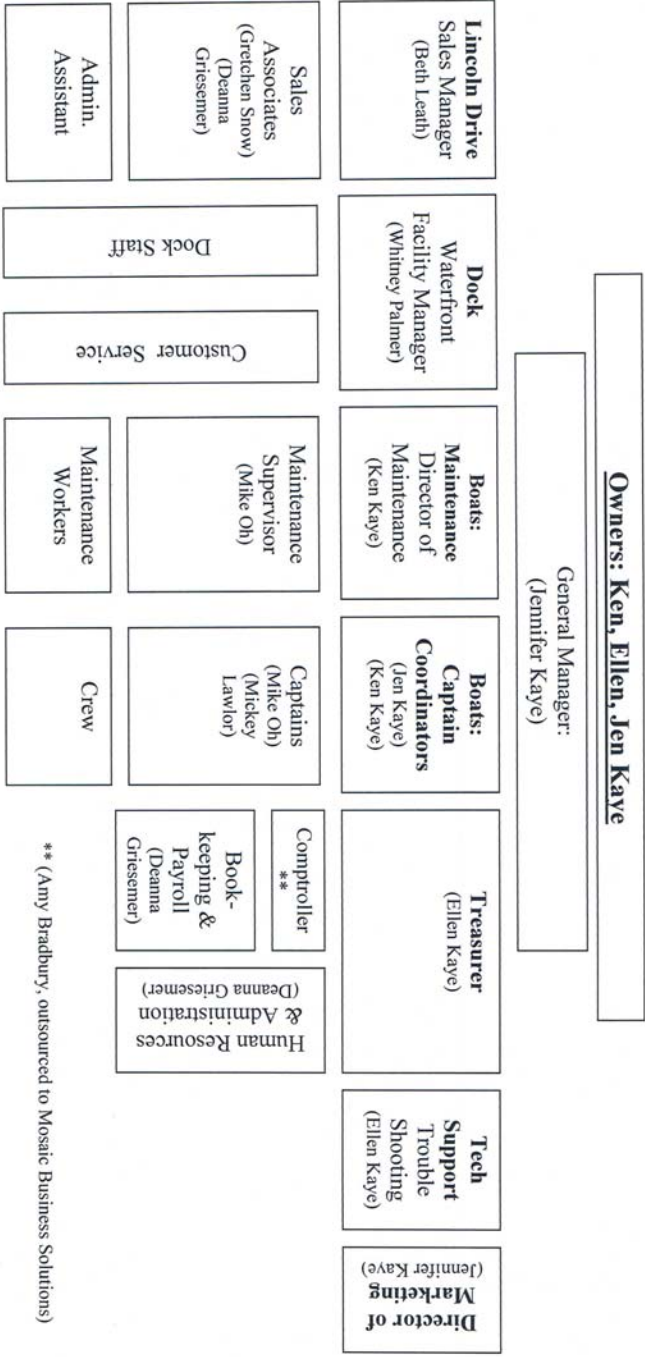 Owners: Ken, Ellen, Jen Kaye
General Manager:
(Jennifer Kaye)
Lincoln Drive
Sales Manager
(Beth Leath)
Dock
Waterfront
Facility Manager
(Whitney Palmer)
Boats:
Maintenance
Director of
Maintenance
(Ken Kaye)
Boats:
Captain
Coordinators
(Jen Kaye)
(Ken Kaye)
Treasurer
(Ellen Kaye)
Tech
Support
Trouble
Shooting
(Ellen Kaye)
Director of
Marketing
(Jennifer Kaye)
Sales
Associates
(Gretchen Snow)
(Deanna
Griesemer)
Dock Staff
Customer Service
Maintenance
Supervisor
(Mike Oh)
Captains
(Mike Oh)
(Mickey
Lawlor)
Comptroller
**
Book-
keeping &
Payroll
(Deanna
Griesemer)
Human Resources
& Administration
(Deanna Griesemer)
Admin.
Assistant
Maintenance
Workers
Crew
** (Amy Bradbury, outsourced to Mosaic Business Solutions)